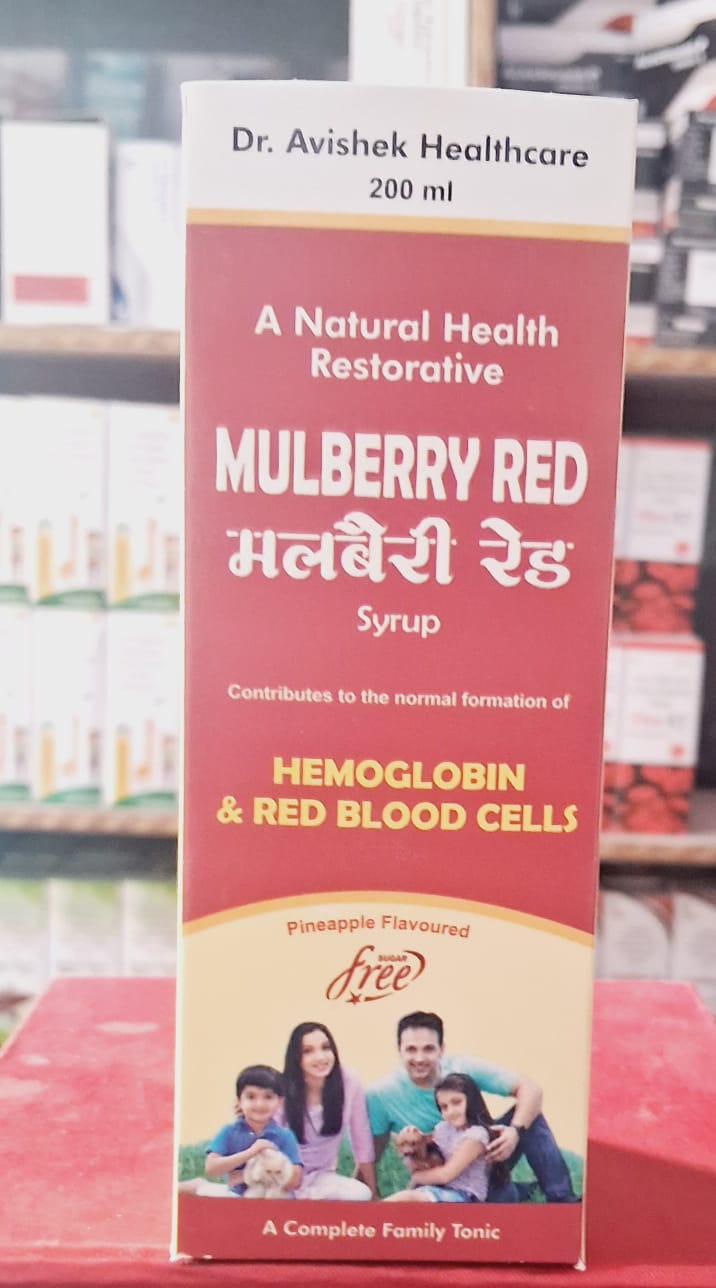 Dr. Avishek Healthcare
200 ml
A Natural Health
Restorative
MULBERRY RED
मलबैरी रेड
Syrup
Contributes to the normal formation of
HEMOGLOBIN
& RED BLOOD CELLS
Pineapple Flavoured
SUGAR
free
A Complete Family Tonic